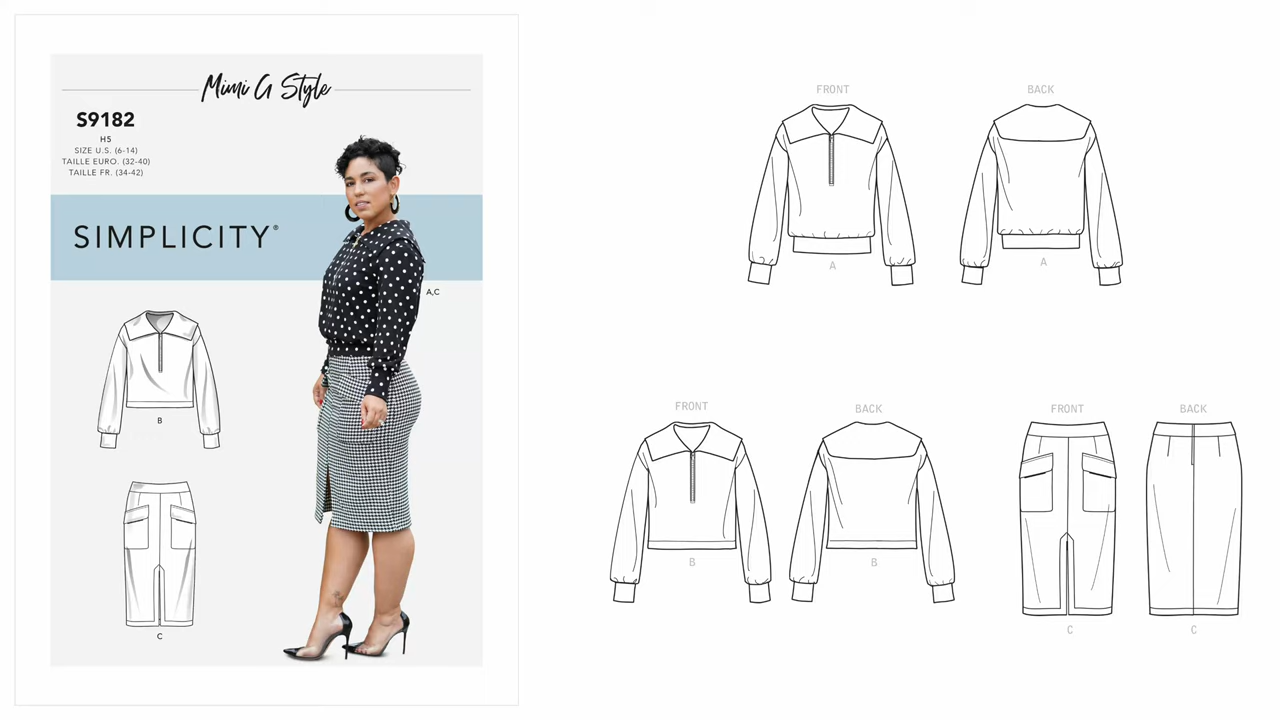 Mimi G Style
S9182
H5
SIZE U.S. (6-14)
TAILLE EURO. (32-40)
TAILLE FR. (34-42)
SIMPLICITY®
A,C
B
C
FRONT
BACK
A
A
FRONT
BACK
B
B
FRONT
BACK
C
C